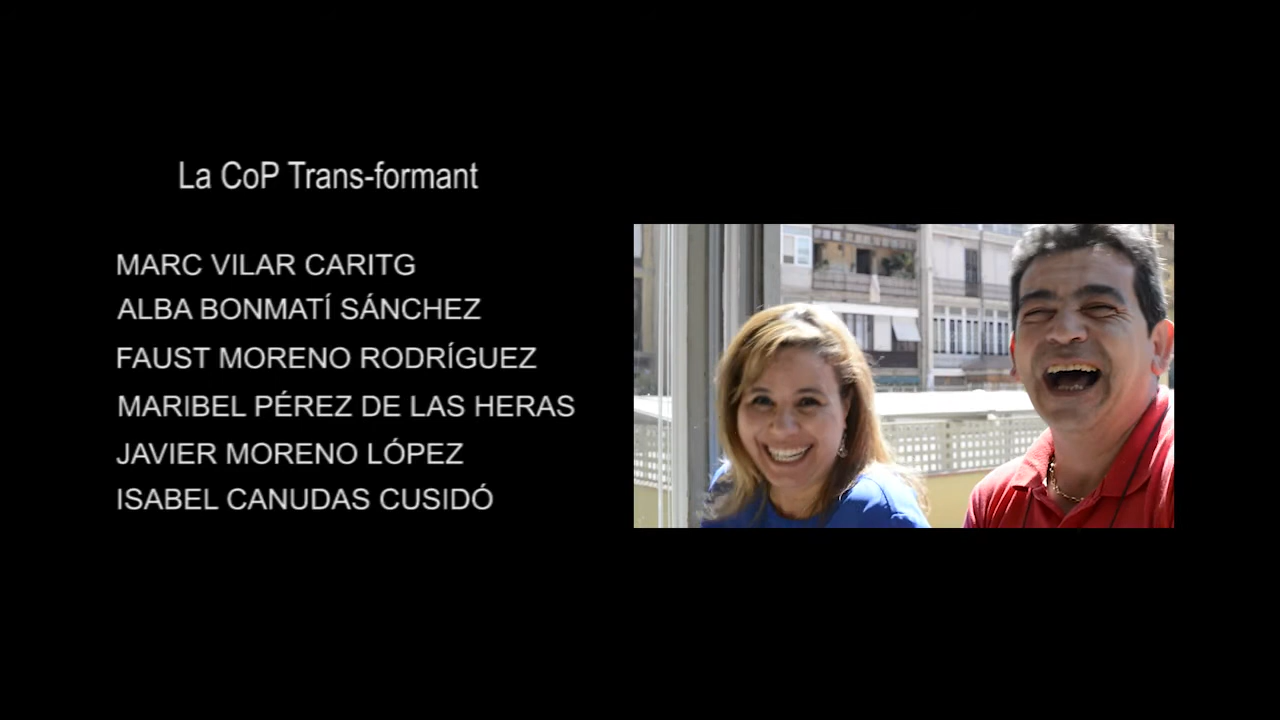 La CoP Trans-formant
MARC VILAR CARITG
ALBA BONMATÍ SÁNCHEZ
FAUST MORENO RODRÍGUEZ
MARIBEL PÉREZ DE LAS HERAS
JAVIER MORENO LÓPEZ
ISABEL CANUDAS CUSIDÓ